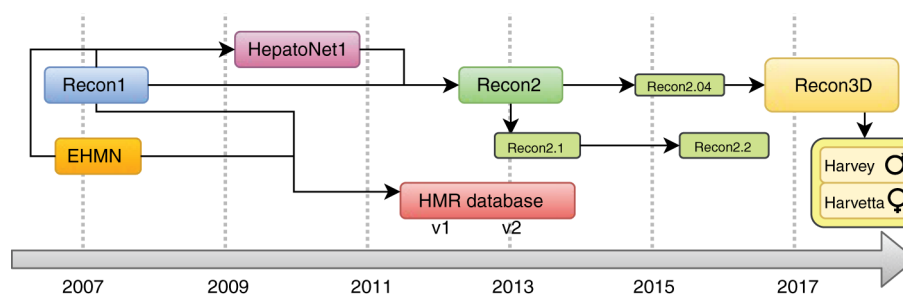 HepatoNet1
Recon1
Recon2
Recon2.04
Recon3D
EHMN
Recon2.1
Recon2.2
Harvey ♂
Harvetta ♀
HMR database
v1 v2
2007 2009 2011 2013 2015 2017